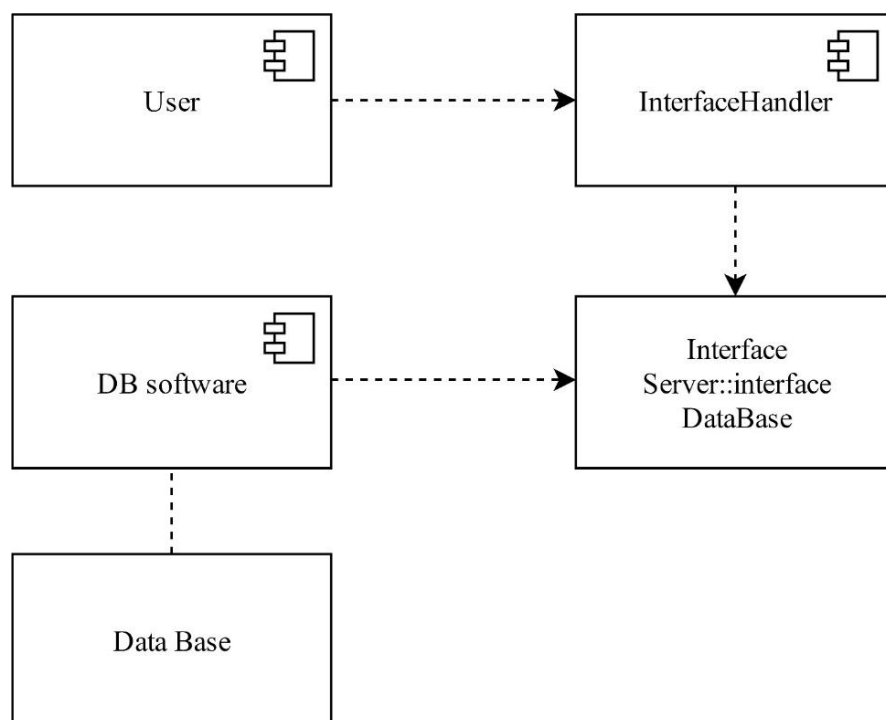 User
InterfaceHandler
DB software
Interface
Server::interface
DataBase
Data Base